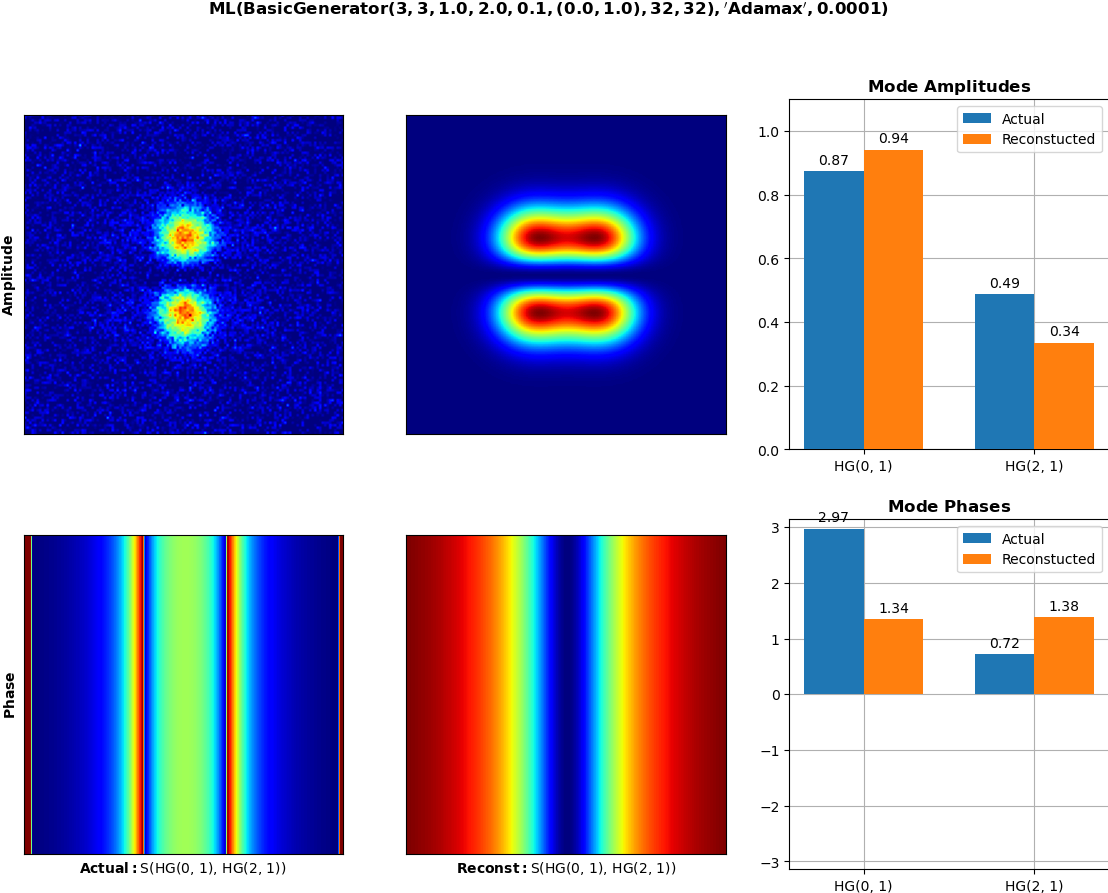 ML(BasicGenerator(3, 3, 1.0, 2.0, 0.1, (0.0, 1.0), 32, 32), ′Adamax′, 0.0001)
Amplitude
Mode Amplitudes
Actual
Reconstucted
1.0
0.8
0.6
0.4
0.2
0.0
0.87
0.94
0.49
0.34
HG(0, 1)
HG(2, 1)
Phase
Actual: S(HG(0, 1), HG(2, 1))
Reconst: S(HG(0, 1), HG(2, 1))
Mode Phases
Actual
Reconstucted
3
2
1
0
−1
−2
−3
2.97
1.34
0.72
1.38
HG(0, 1)
HG(2, 1)